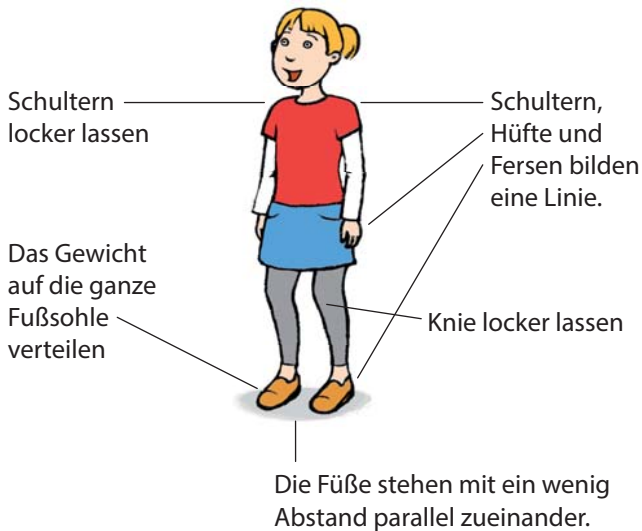 Schultern
locker lassen
Schultern,
Hüfte und
Fersen bilden
eine Linie.
Das Gewicht
auf die ganze
Fußsohle
verteilen
Knie locker lassen
Die Füße stehen mit ein wenig
Abstand parallel zueinander.